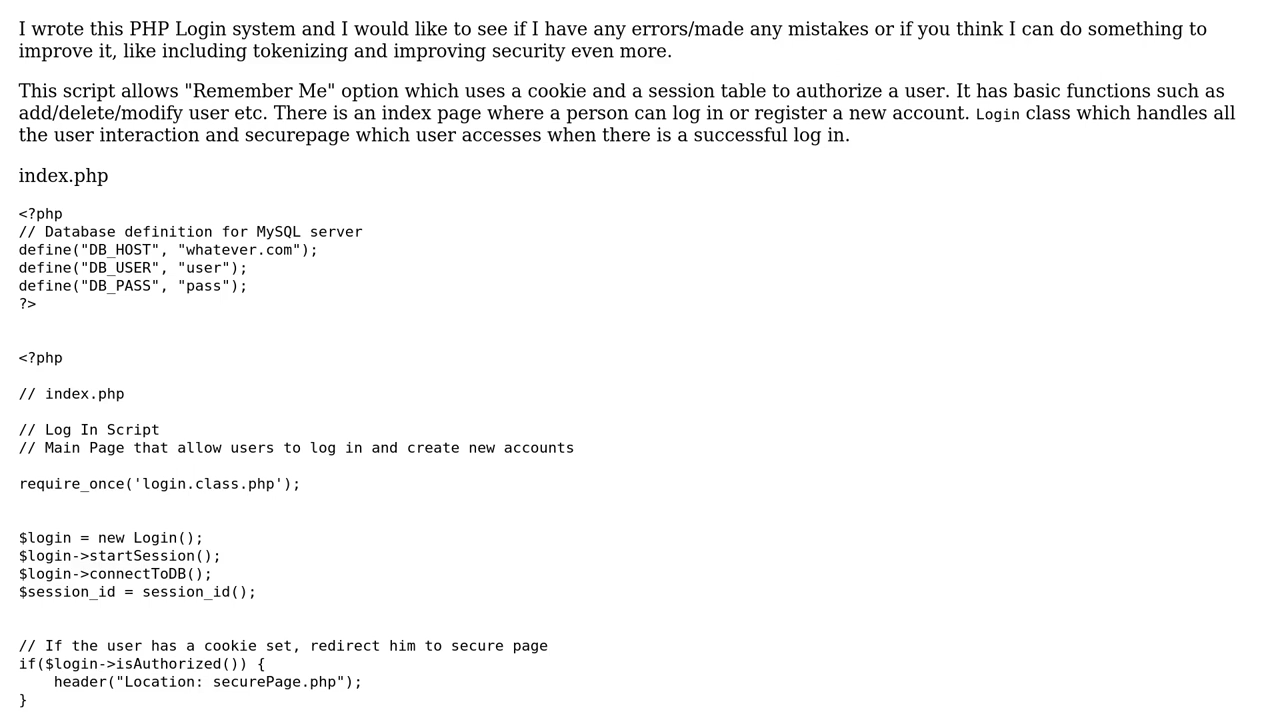 I wrote this PHP Login system and I would like to see if I have any errors/made any mistakes or if you think I can do something to
improve it, like including tokenizing and improving security even more.
This script allows "Remember Me" option which uses a cookie and a session table to authorize a user. It has basic functions such as
add/delete/modify user etc. There is an index page where a person can log in or register a new account. Login class which handles all
the user interaction and securepage which user accesses when there is a successful log in.
index.php
<?php
// Database definition for MySQL server
define("DB_HOST", "whatever.com");
define("DB_USER", "user");
define("DB_PASS", "pass");
?>
<?php
// index.php
// Log In Script
// Main Page that allow users to log in and create new accounts
require_once('login.class.php');
$login = new Login();
$login->startSession();
$login->connectToDB();
$session_id = session_id();
// If the user has a cookie set, redirect him to secure page
if($login->isAuthorized()) {
    header("Location: securePage.php");
}